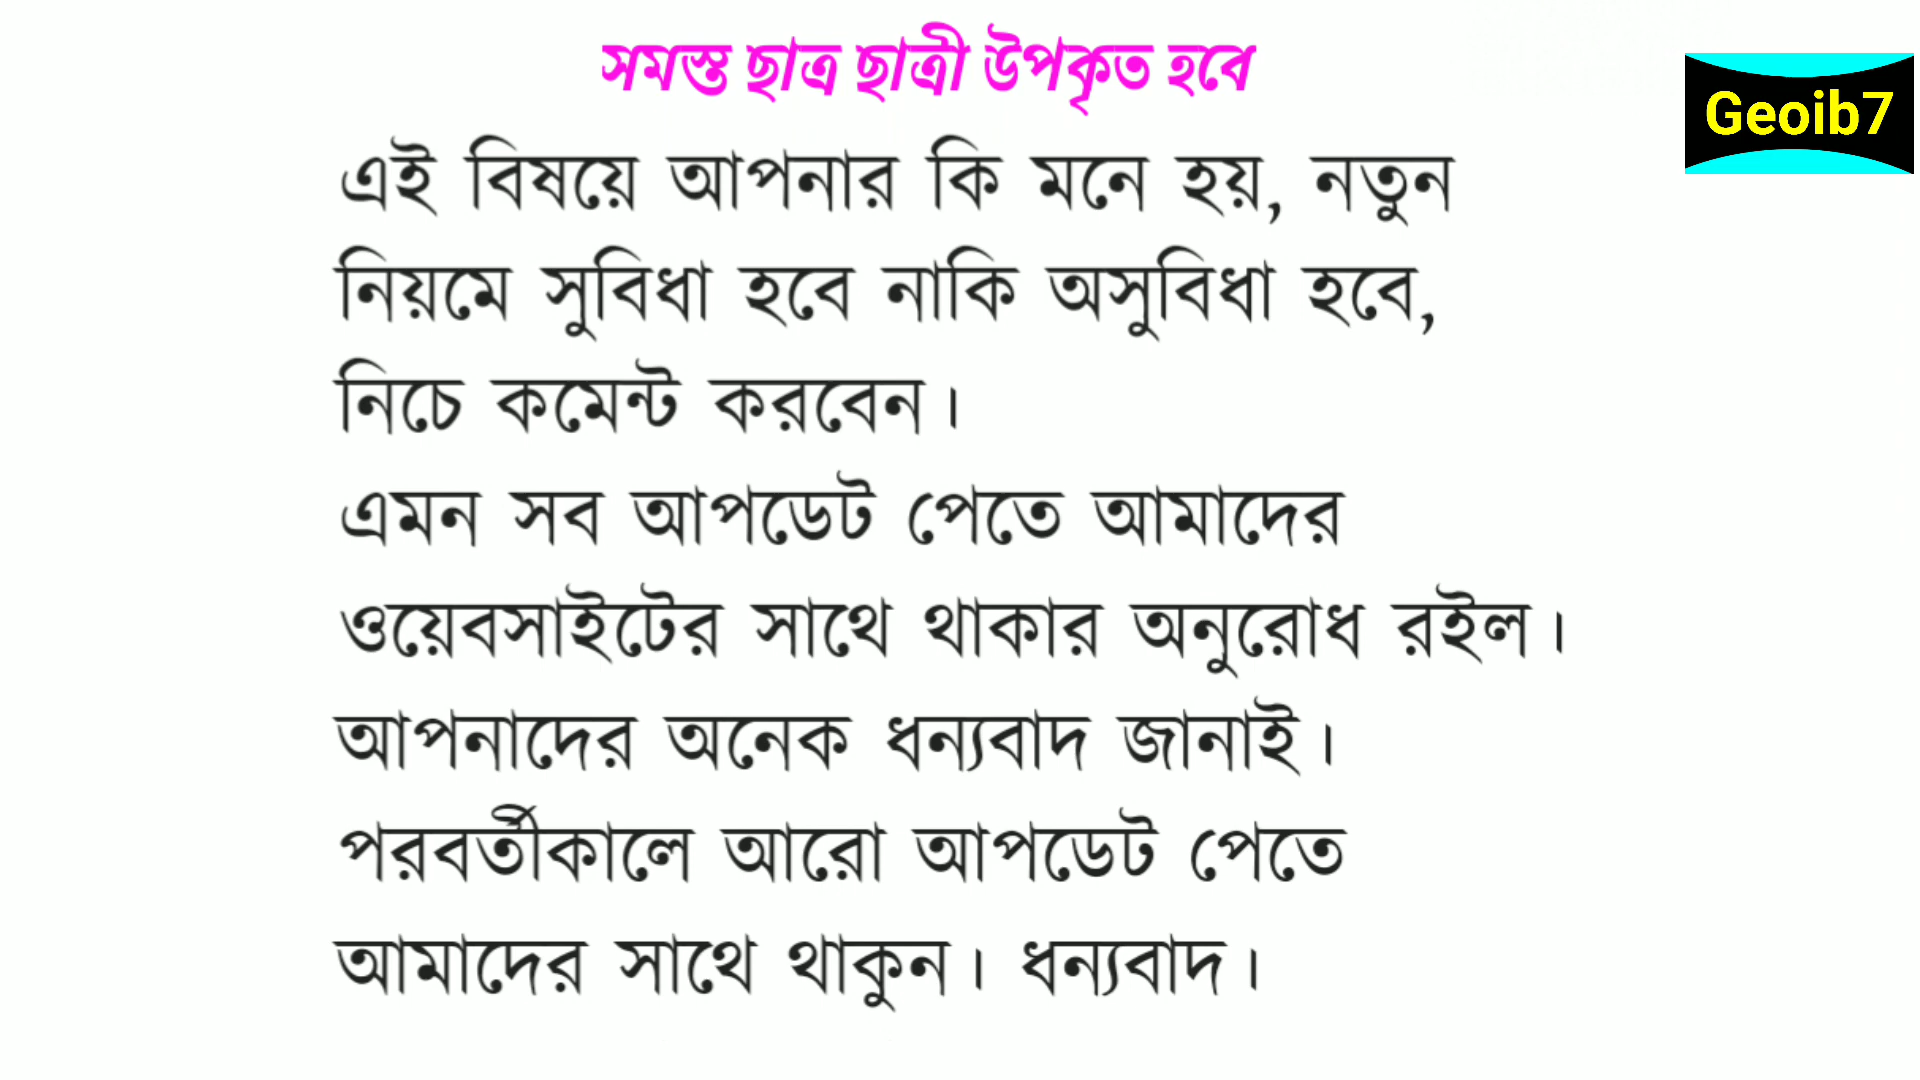 সমস্ত ছাত্র ছাত্রী উপকৃত হবে
Geoib7
এই বিষয়ে আপনার কি মনে হয়, নতুন
নিয়মে সুবিধা হবে নাকি অসুবিধা হবে,
নিচে কমেন্ট করবেন।
এমন সব আপডেট পেতে আমাদের
ওয়েবসাইটের সাথে থাকার অনুরোধ রইল।
আপনাদের অনেক ধন্যবাদ জানাই।
পরবর্তীকালে আরো আপডেট পেতে
আমাদের সাথে থাকুন। ধন্যবাদ।